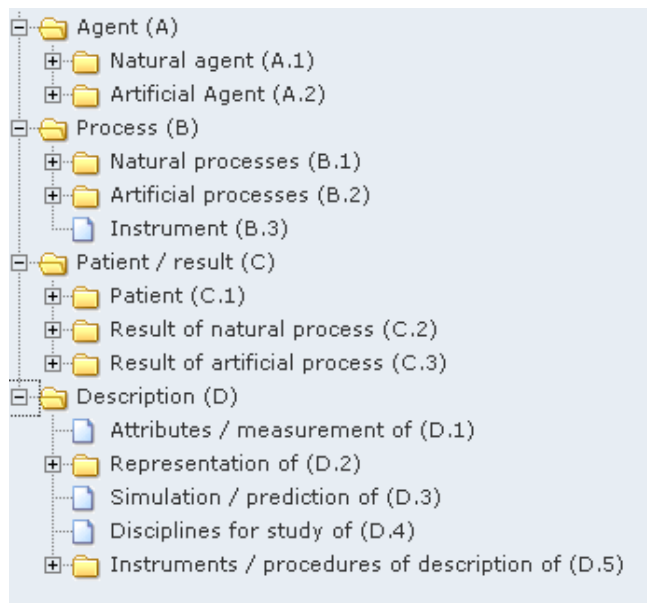 Agent (A)
Natural agent (A.1)
Artificial Agent (A.2)
Process (B)
Natural processes (B.1)
Artificial processes (B.2)
Instrument (B.3)
Patient / result (C)
Patient (C.1)
Result of natural process (C.2)
Result of artificial process (C.3)
Description (D)
Attributes / measurement of (D.1)
Representation of (D.2)
Simulation / prediction of (D.3)
Disciplines for study of (D.4)
Instruments / procedures of description of (D.5)